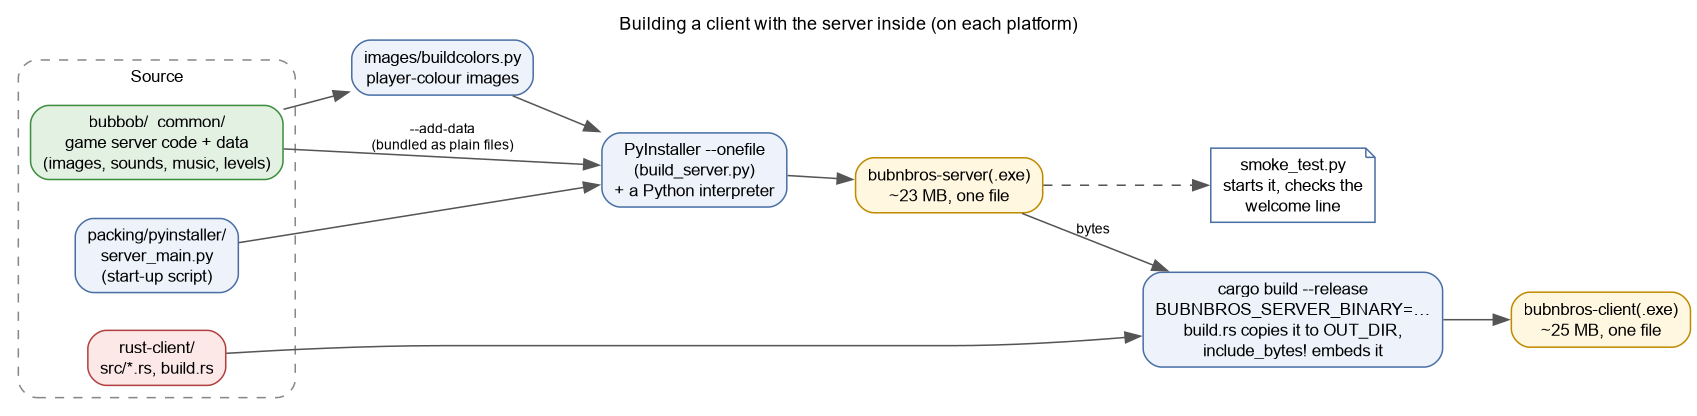 Building a client with the server inside (on each platform)
Source
bubbob/  common/
game server code + data
(images, sounds, music, levels)
packing/pyinstaller/
server_main.py
(start-up script)
rust-client/
src/*.rs, build.rs
images/buildcolors.py
player-colour images
--add-data
(bundled as plain files)
PyInstaller --onefile
(build_server.py)
+ a Python interpreter
bubnbros-server(.exe)
~23 MB, one file
smoke_test.py
starts it, checks the
welcome line
bytes
cargo build --release
BUBNBROS_SERVER_BINARY=…
build.rs copies it to OUT_DIR,
include_bytes! embeds it
bubnbros-client(.exe)
~25 MB, one file